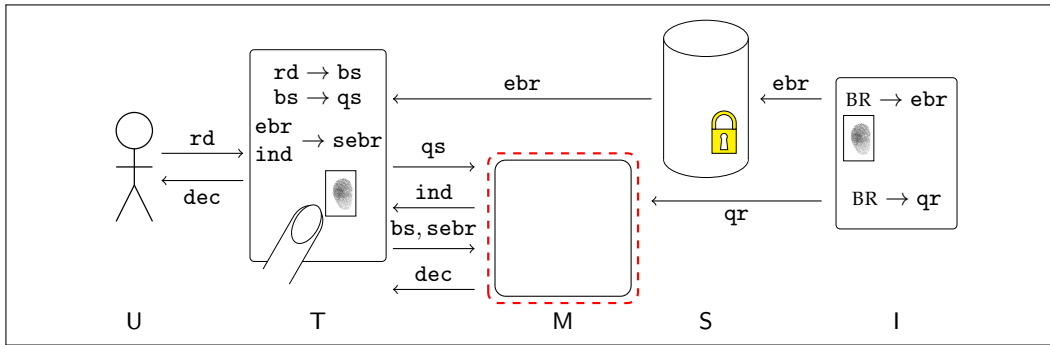 rd → bs
bs → qs
ebr
ind
→ sebr
rd
dec
qs
ind
bs, sebr
dec
ebr
ebr
qr
BR → ebr
BR → qr
U
T
M
S
I